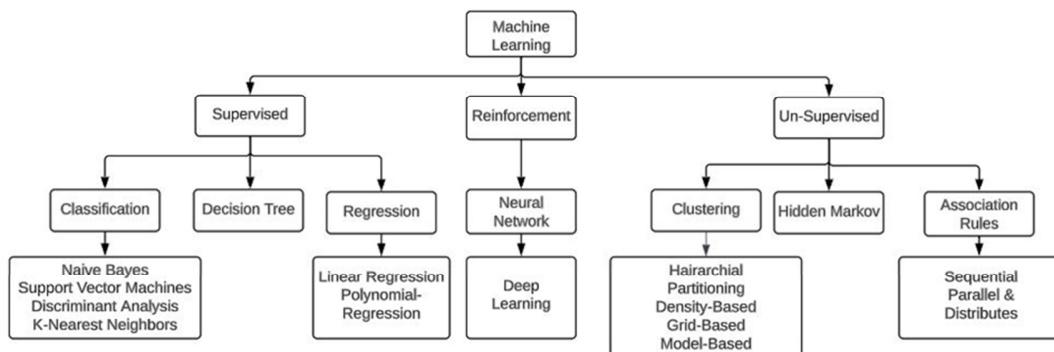 Machine
Learning
Supervised
Reinforcement
Un-Supervised
Classification
Decision Tree
Regression
Neural
Network
Clustering
Hidden Markov
Association
Rules
Naive Bayes
Support Vector Machines
Discriminant Analysis
K-Nearest Neighbors
Linear Regression
Polynomial-
Regression
Deep
Learning
Hairarchial
Partitioning
Density-Based
Grid-Based
Model-Based
Sequential
Parallel &
Distributes